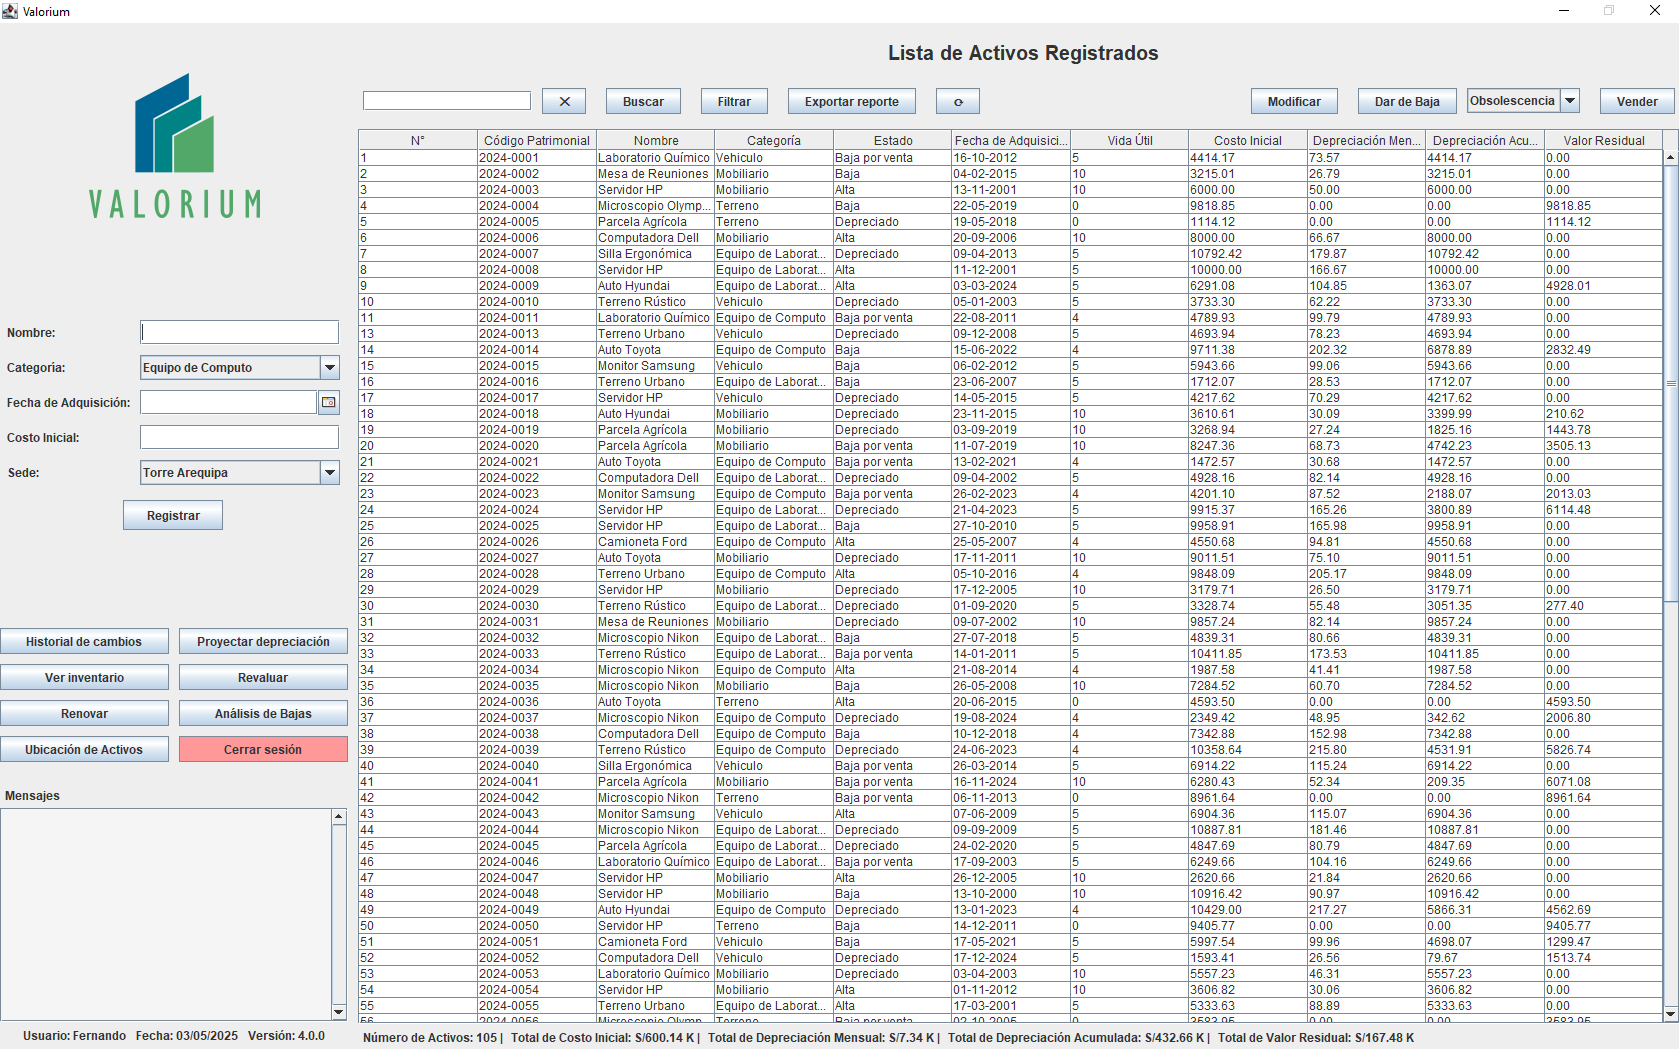 Valorium
Lista de Activos Registrados
VALORIUM
Buscar Filtrar Exportar reporte Modificar Dar de Baja Obsolescencia Vender
Nombre:
Categoría: Equipo de Computo
Fecha de Adquisición:
Costo Inicial:
Sede: Torre Arequipa
Registrar
Historial de cambios Proyectar depreciación
Ver inventario Revaluar
Renovar Análisis de Bajas
Ubicación de Activos Cerrar sesión
Mensajes
N° Código Patrimonial Nombre Categoría Estado Fecha de Adquisici... Vida Útil Costo Inicial Depreciación Men... Depreciación Acu... Valor Residual
1 2024-0001 Laboratorio Químico Vehiculo Baja por venta 16-10-2012 5 4414.17 73.57 4414.17 0.00
2 2024-0002 Mesa de Reuniones Mobiliario Baja 04-02-2015 10 3215.01 26.79 3215.01 0.00
3 2024-0003 Servidor HP Mobiliario Alta 13-11-2001 10 6000.00 50.00 6000.00 0.00
4 2024-0004 Microscopio Olymp... Terreno Baja 22-05-2019 0 9818.85 0.00 0.00 9818.85
5 2024-0005 Parcela Agrícola Terreno Depreciado 19-05-2018 0 1114.12 0.00 0.00 1114.12
6 2024-0006 Computadora Dell Mobiliario Alta 20-09-2006 10 8000.00 66.67 8000.00 0.00
7 2024-0007 Silla Ergonómica Equipo de Laborat... Depreciado 09-04-2013 5 10792.42 179.87 10792.42 0.00
8 2024-0008 Servidor HP Equipo de Laborat... Alta 11-12-2001 5 10000.00 166.67 10000.00 0.00
9 2024-0009 Auto Hyundai Equipo de Laborat... Alta 03-03-2024 5 6291.08 104.85 1363.07 4928.01
10 2024-0010 Terreno Rústico Vehiculo Depreciado 05-01-2003 5 3733.30 62.22 3733.30 0.00
11 2024-0011 Laboratorio Químico Equipo de Computo Baja por venta 22-08-2011 4 4789.93 99.79 4789.93 0.00
13 2024-0013 Terreno Urbano Vehiculo Depreciado 09-12-2008 5 4693.94 78.23 4693.94 0.00
14 2024-0014 Auto Toyota Equipo de Computo Baja 15-06-2022 4 9711.38 202.32 6878.89 2832.49
15 2024-0015 Monitor Samsung Vehiculo Baja 06-02-2012 5 5943.66 99.06 5943.66 0.00
16 2024-0016 Terreno Urbano Equipo de Laborat... Baja 23-06-2007 5 1712.07 28.53 1712.07 0.00
17 2024-0017 Servidor HP Vehiculo Depreciado 14-05-2015 5 4217.62 70.29 4217.62 0.00
18 2024-0018 Auto Hyundai Mobiliario Depreciado 23-11-2015 10 3610.61 30.09 3399.99 210.62
19 2024-0019 Parcela Agrícola Mobiliario Depreciado 03-09-2019 10 3268.94 27.24 1825.16 1443.78
20 2024-0020 Parcela Agrícola Mobiliario Baja por venta 11-07-2019 10 8247.36 68.73 4742.23 3505.13
21 2024-0021 Auto Toyota Equipo de Computo Baja por venta 13-02-2021 4 1472.57 30.68 1472.57 0.00
22 2024-0022 Computadora Dell Equipo de Laborat... Depreciado 09-04-2002 5 4928.16 82.14 4928.16 0.00
23 2024-0023 Monitor Samsung Equipo de Computo Baja por venta 26-02-2023 4 4201.10 87.52 2188.07 2013.03
24 2024-0024 Servidor HP Equipo de Laborat... Depreciado 21-04-2023 5 9915.37 165.26 3800.89 6114.48
25 2024-0025 Servidor HP Equipo de Laborat... Baja 27-10-2010 5 9958.91 165.98 9958.91 0.00
26 2024-0026 Camioneta Ford Equipo de Computo Alta 25-05-2007 4 4550.68 94.81 4550.68 0.00
27 2024-0027 Auto Toyota Mobiliario Depreciado 17-11-2011 10 9011.51 75.10 9011.51 0.00
28 2024-0028 Terreno Urbano Equipo de Computo Alta 05-10-2016 4 9848.09 205.17 9848.09 0.00
29 2024-0029 Servidor HP Mobiliario Depreciado 17-12-2005 10 3179.71 26.50 3179.71 0.00
30 2024-0030 Terreno Rústico Equipo de Laborat... Depreciado 01-09-2020 5 3328.74 55.48 3051.35 277.40
31 2024-0031 Mesa de Reuniones Mobiliario Depreciado 09-07-2002 10 9857.24 82.14 9857.24 0.00
32 2024-0032 Microscopio Nikon Equipo de Laborat... Baja 27-07-2018 5 4839.31 80.66 4839.31 0.00
33 2024-0033 Terreno Rústico Equipo de Laborat... Baja por venta 14-01-2011 5 10411.85 173.53 10411.85 0.00
34 2024-0034 Microscopio Nikon Equipo de Computo Alta 21-08-2014 4 1987.58 41.41 1987.58 0.00
35 2024-0035 Microscopio Nikon Mobiliario Baja 26-05-2008 10 7284.52 60.70 7284.52 0.00
36 2024-0036 Auto Toyota Terreno Alta 20-06-2015 0 4593.50 0.00 0.00 4593.50
37 2024-0037 Microscopio Nikon Equipo de Computo Depreciado 19-08-2024 4 2349.42 48.95 342.62 2006.80
38 2024-0038 Computadora Dell Equipo de Computo Baja 10-12-2018 4 7342.88 152.98 7342.88 0.00
39 2024-0039 Terreno Rústico Equipo de Computo Depreciado 24-06-2023 4 10358.64 215.80 4531.91 5826.74
40 2024-0040 Silla Ergonómica Vehiculo Baja por venta 26-03-2014 5 6914.22 115.24 6914.22 0.00
41 2024-0041 Parcela Agrícola Mobiliario Baja por venta 16-11-2024 10 6280.43 52.34 209.35 6071.08
42 2024-0042 Microscopio Nikon Terreno Baja por venta 06-11-2013 0 8961.64 0.00 0.00 8961.64
43 2024-0043 Monitor Samsung Vehiculo Alta 07-06-2009 5 6904.36 115.07 6904.36 0.00
44 2024-0044 Microscopio Nikon Equipo de Laborat... Depreciado 09-09-2009 5 10887.81 181.46 10887.81 0.00
45 2024-0045 Parcela Agrícola Equipo de Laborat... Depreciado 24-02-2020 5 4847.69 80.79 4847.69 0.00
46 2024-0046 Laboratorio Químico Equipo de Laborat... Baja por venta 17-09-2003 5 6249.66 104.16 6249.66 0.00
47 2024-0047 Servidor HP Mobiliario Alta 26-12-2005 10 2620.66 21.84 2620.66 0.00
48 2024-0048 Servidor HP Mobiliario Baja 13-10-2000 10 10916.42 90.97 10916.42 0.00
49 2024-0049 Auto Hyundai Equipo de Computo Depreciado 13-01-2023 4 10429.00 217.27 5866.31 4562.69
50 2024-0050 Servidor HP Terreno Baja 14-12-2011 0 9405.77 0.00 0.00 9405.77
51 2024-0051 Camioneta Ford Vehiculo Baja 17-05-2021 5 5997.54 99.96 4698.07 1299.47
52 2024-0052 Computadora Dell Vehiculo Depreciado 17-12-2024 5 1593.41 26.56 79.67 1513.74
53 2024-0053 Laboratorio Químico Mobiliario Depreciado 03-04-2003 10 5557.23 46.31 5557.23 0.00
54 2024-0054 Servidor HP Mobiliario Alta 01-11-2012 10 3606.82 30.06 3606.82 0.00
55 2024-0055 Terreno Urbano Equipo de Laborat... Alta 17-03-2001 5 5333.63 88.89 5333.63 0.00
56 2024-0056 Microscopio Olymp... Terreno Baja por venta 02-10-2005 0 3583.95 0.00 0.00 3583.95
Usuario: Fernando Fecha: 03/05/2025 Versión: 4.0.0
Número de Activos: 105 | Total de Costo Inicial: S/600.14 K | Total de Depreciación Mensual: S/7.34 K | Total de Depreciación Acumulada: S/432.66 K | Total de Valor Residual: S/167.48 K